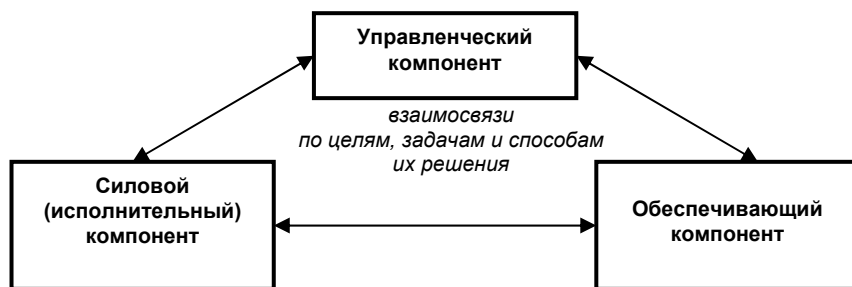 Управленческий
компонент
взаимосвязи
по целям, задачам и способам
их решения
Силовой
(исполнительный)
компонент
Обеспечивающий
компонент